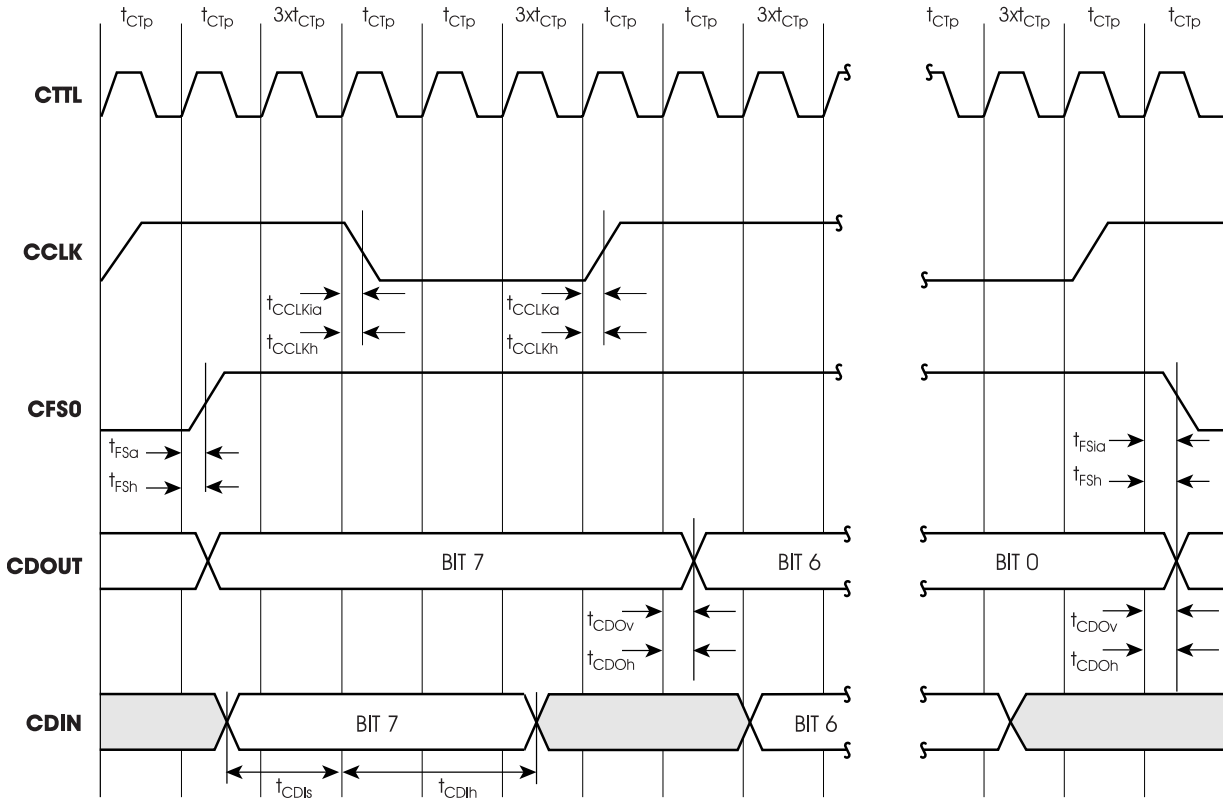 tCTp tCTp 3xtCTp tCTp tCTp 3xtCTp tCTp tCTp 3xtCTp tCTp 3xtCTp tCTp tCTp
CTTL
CCLK
tCCLKia tCCLKa
tCCLKh tCCLKh
CFS0
tFSa tFSia
tFSh tFSh
CDOUT BIT 7 BIT 6 BIT 0
tCDOv tCDOv
tCDOh tCDOh
CDIN BIT 7 BIT 6
tCDIs tCDIh